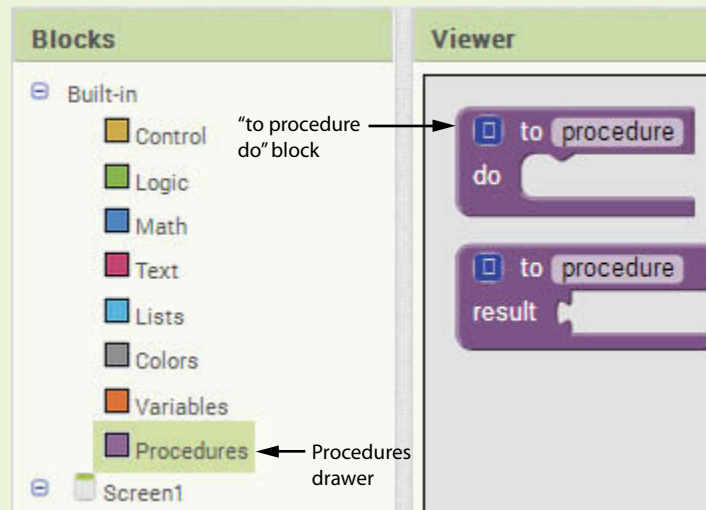 Blocks
Viewer
Built-in
Control
Logic
Math
Text
Lists
Colors
Variables
Procedures
Screen1
“to procedure
do” block
Procedures
drawer
to procedure
do
to procedure
result